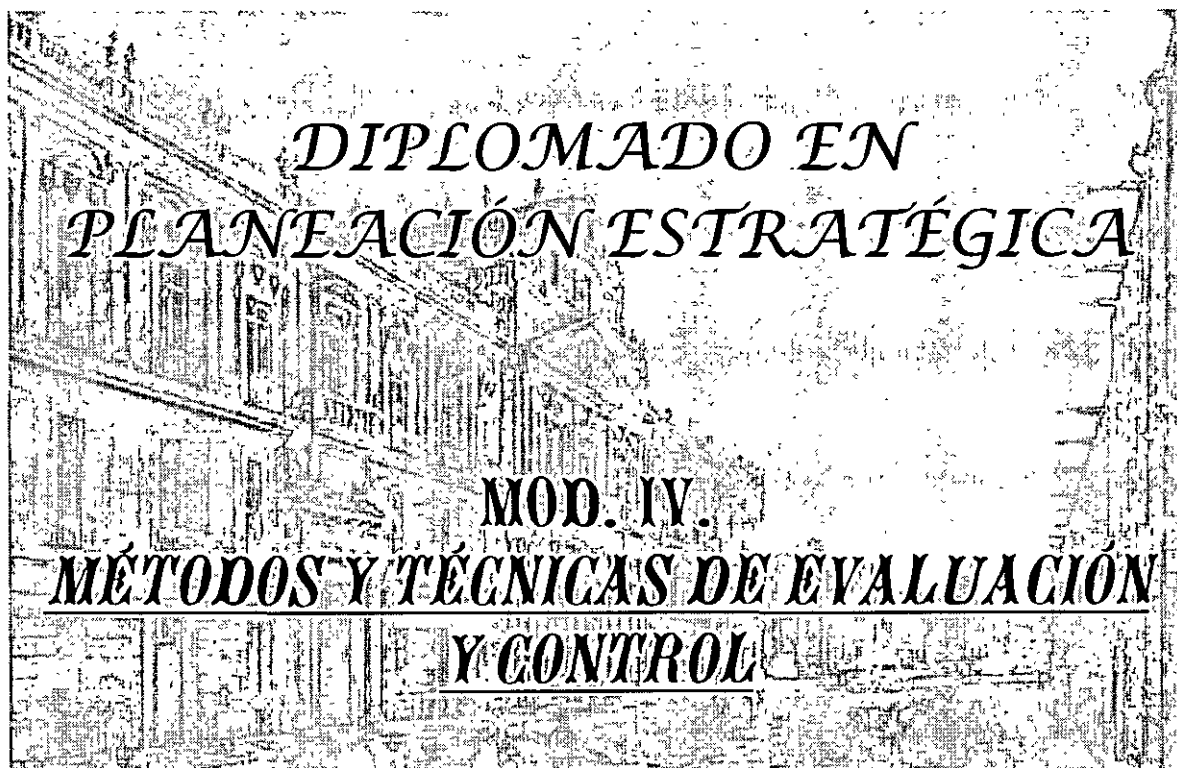 DIPLOMADO EN
PLANEACIÓN ESTRATÉGICA
MOD. IV.
MÉTODOS Y TÉCNICAS DE EVALUACIÓN
Y CONTROL